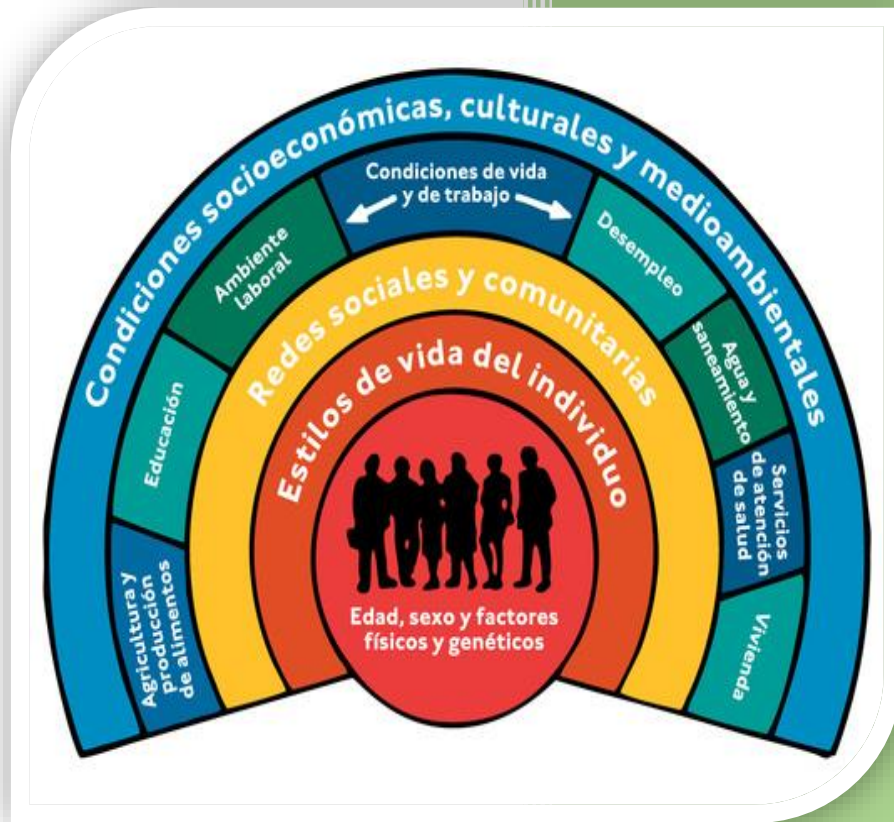 Condiciones socioeconómicas, culturales y medioambientales
Condiciones de vida
y de trabajo
Ambiente
laboral
Desempleo
Educación
Agua y
saneamiento
Agricultura y
producción
de alimentos
Servicios
de atención
de salud
Vivienda
Redes sociales y comunitarias
Estilos de vida del individuo
Edad, sexo y factores
físicos y genéticos